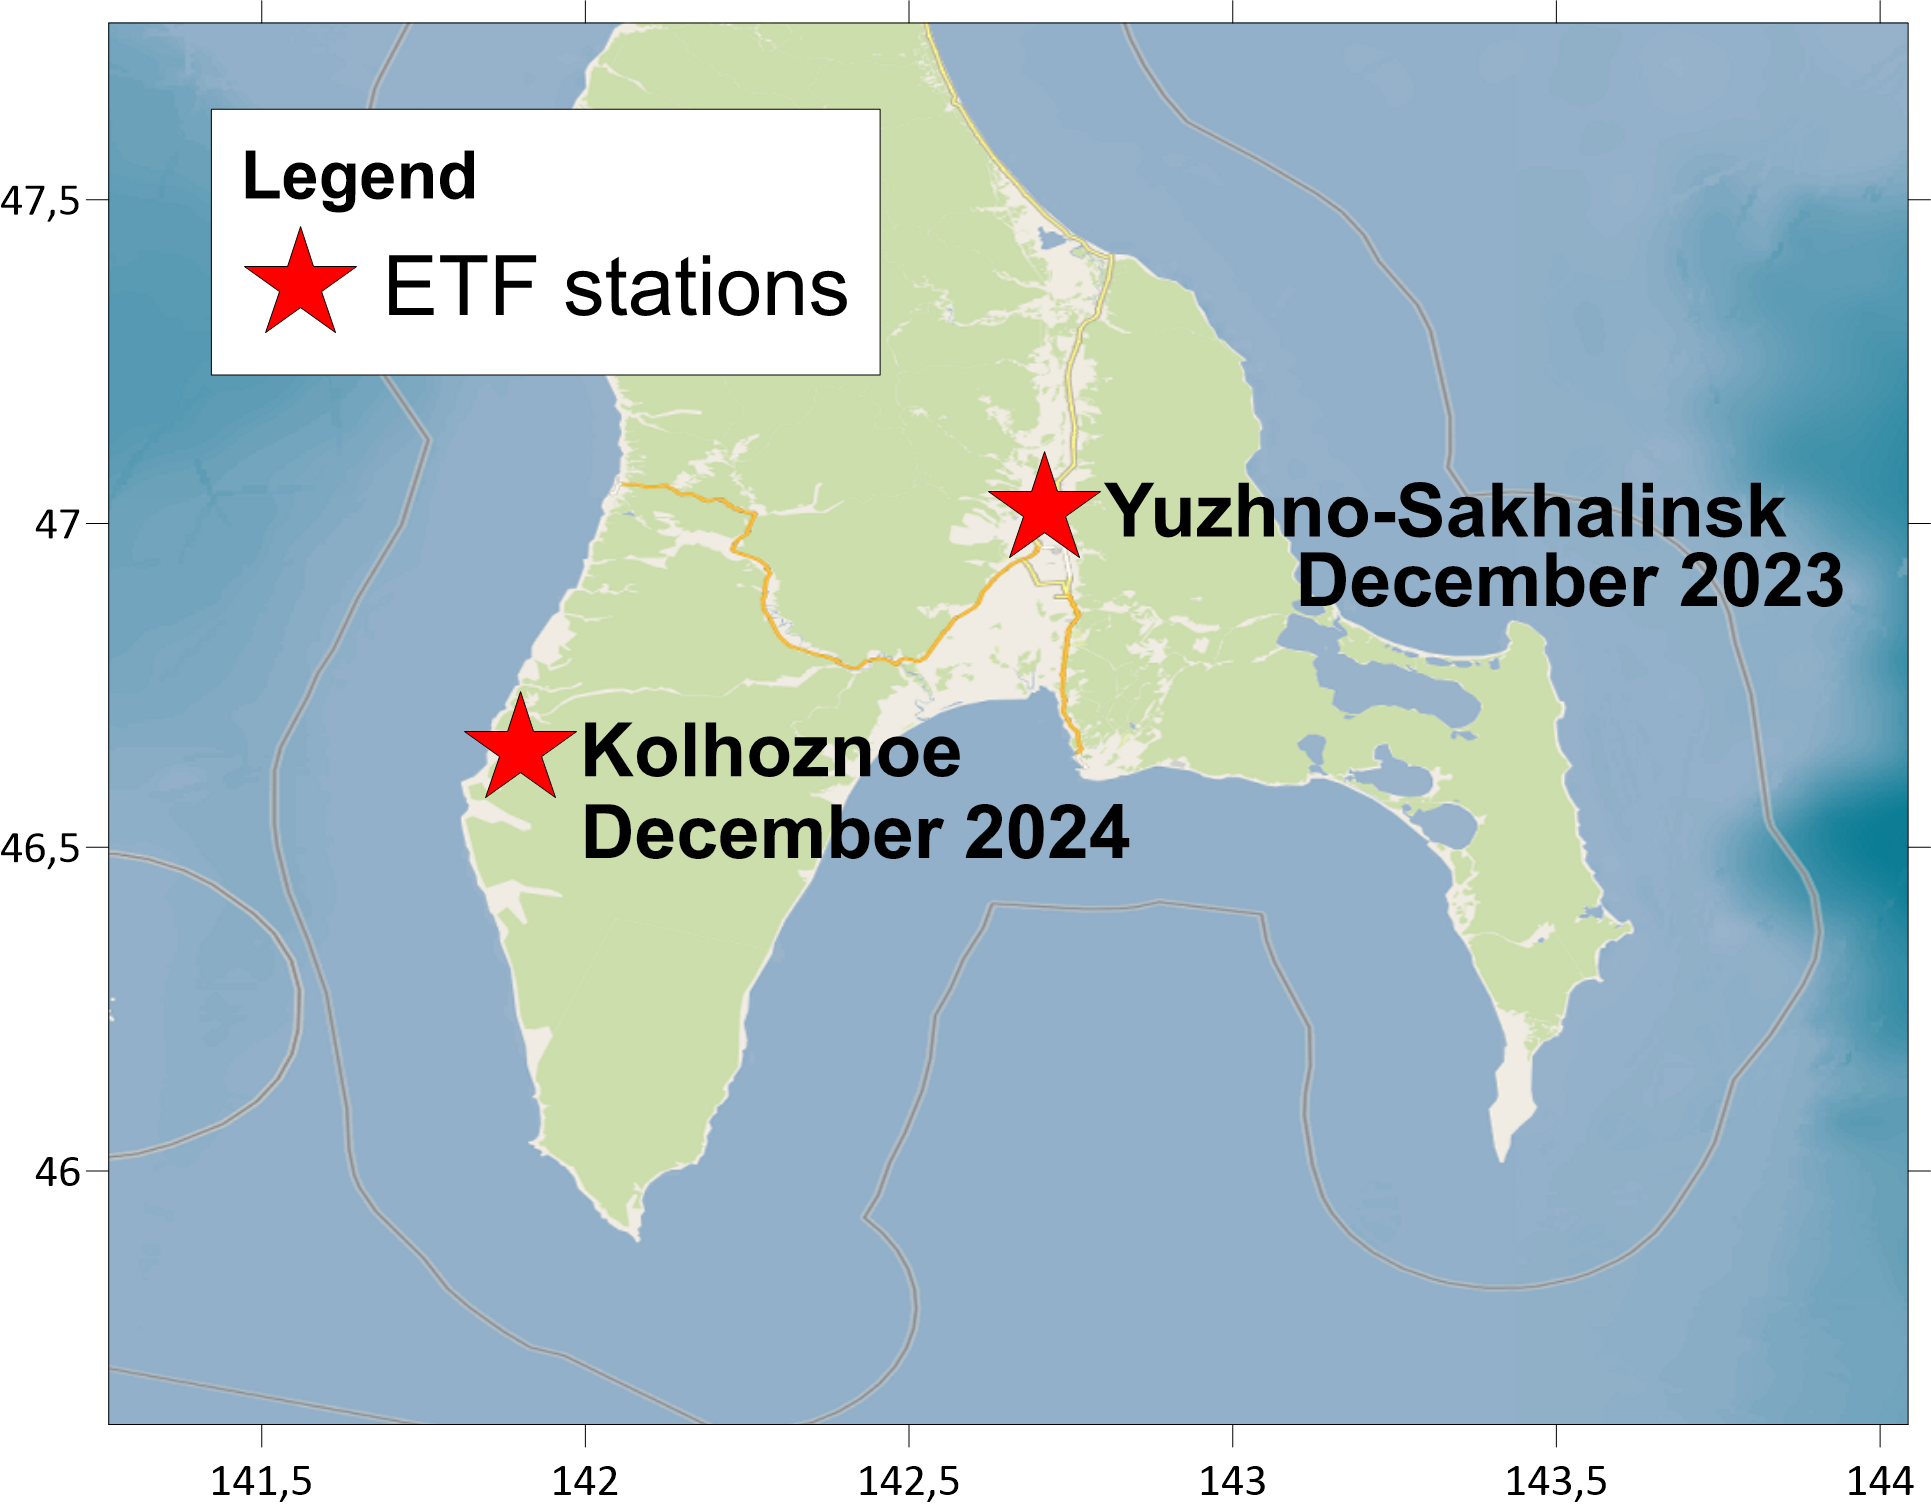 Legend
ETF stations
47,5
47
46,5
46
Yuzhno-Sakhalinsk
December 2023
Kolhoznoe
December 2024
141,5
142
142,5
143
143,5
144